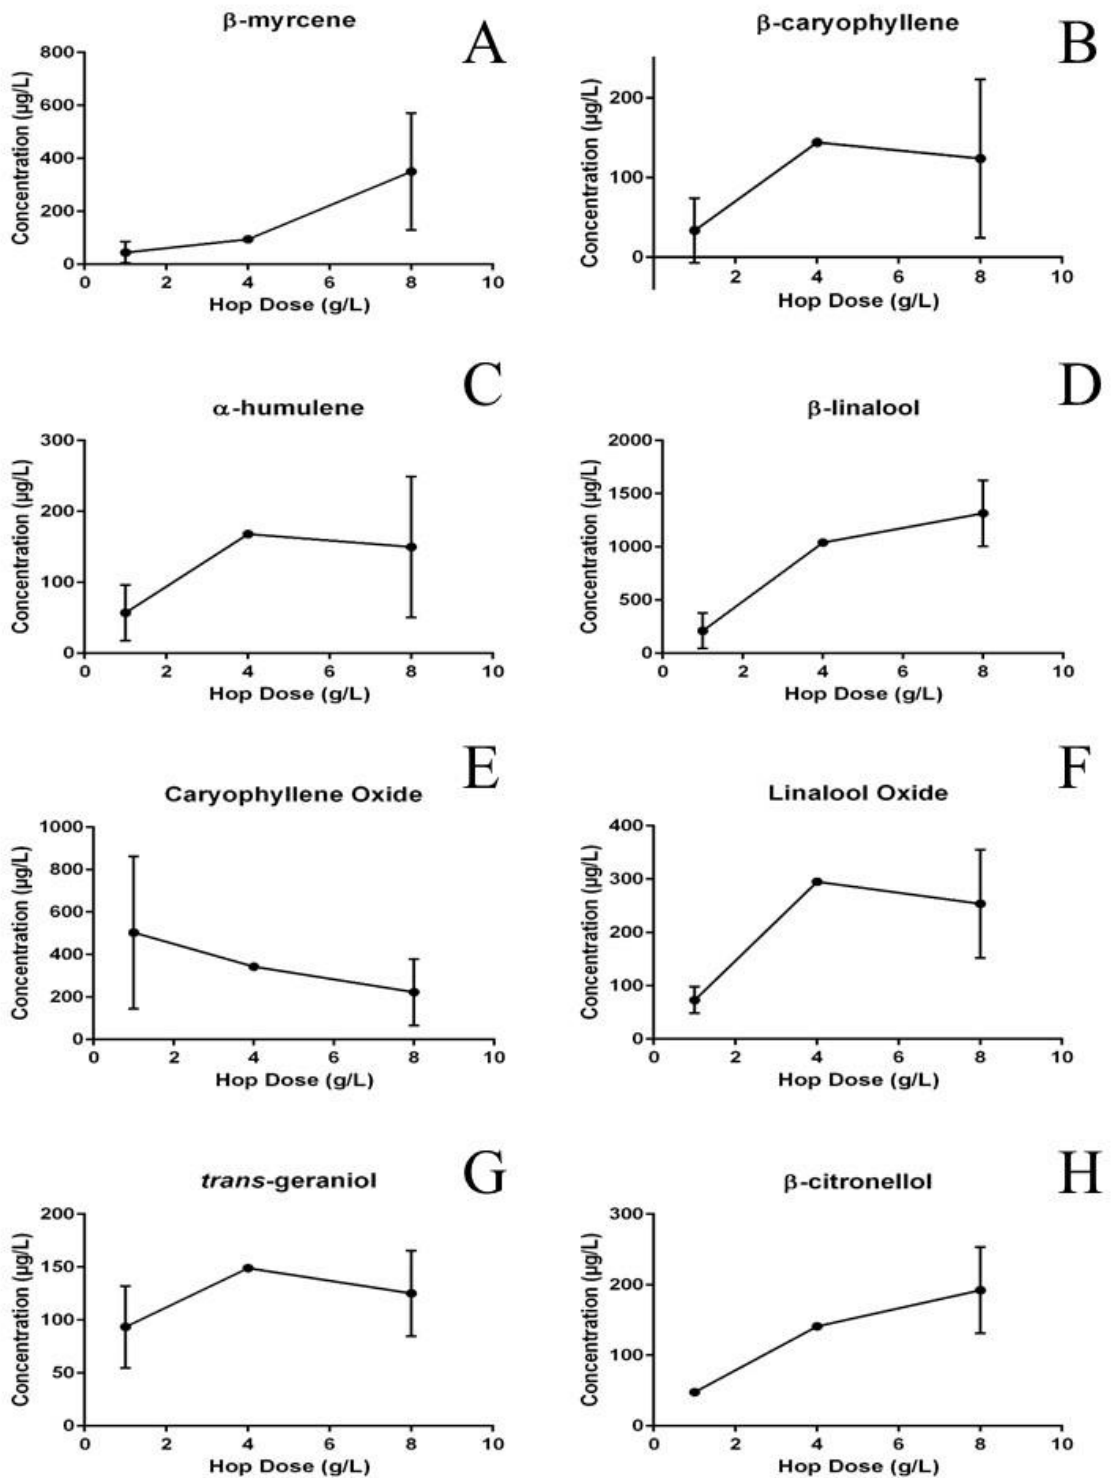 β-myrcene
A
Concentration (µg/L)
800
600
400
200
0
0 2 4 6 8 10
Hop Dose (g/L)
β-caryophyllene
B
Concentration (µg/L)
200
100
0
2 4 6 8 10
Hop Dose (g/L)
α-humulene
C
Concentration (µg/L)
300
200
100
0
0 2 4 6 8 10
Hop Dose (g/L)
β-linalool
D
Concentration (µg/L)
2000
1500
1000
500
0
0 2 4 6 8 10
Hop Dose (g/L)
Caryophyllene Oxide
E
Concentration (µg/L)
1000
800
600
400
200
0
0 2 4 6 8 10
Hop Dose (g/L)
Linalool Oxide
F
Concentration (µg/L)
400
300
200
100
0
0 2 4 6 8 10
Hop Dose (g/L)
trans-geraniol
G
Concentration (µg/L)
200
150
100
50
0
0 2 4 6 8 10
Hop Dose (g/L)
β-citronellol
H
Concentration (µg/L)
300
200
100
0
0 2 4 6 8 10
Hop Dose (g/L)